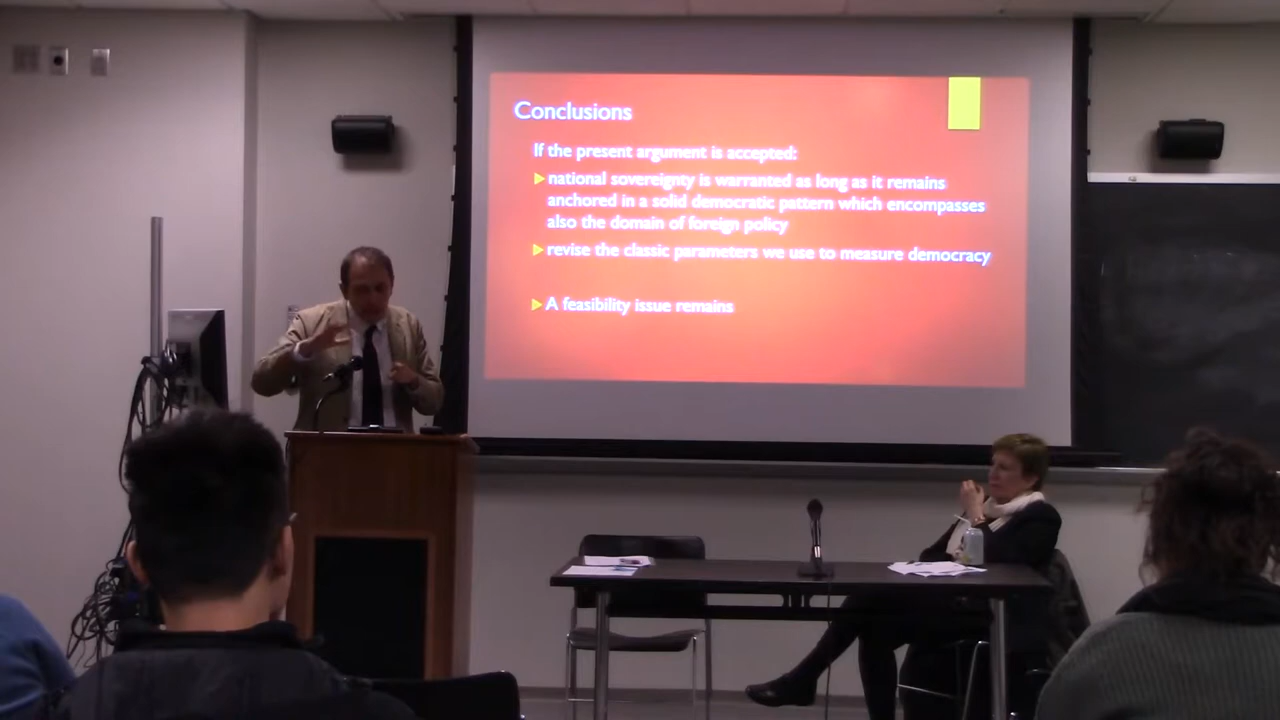 Conclusions
If the present argument is accepted:
national sovereignty is warranted as long as it remains
anchored in a solid democratic pattern which encompasses
also the domain of foreign policy
revise the classic parameters we use to measure democracy
A feasibility issue remains